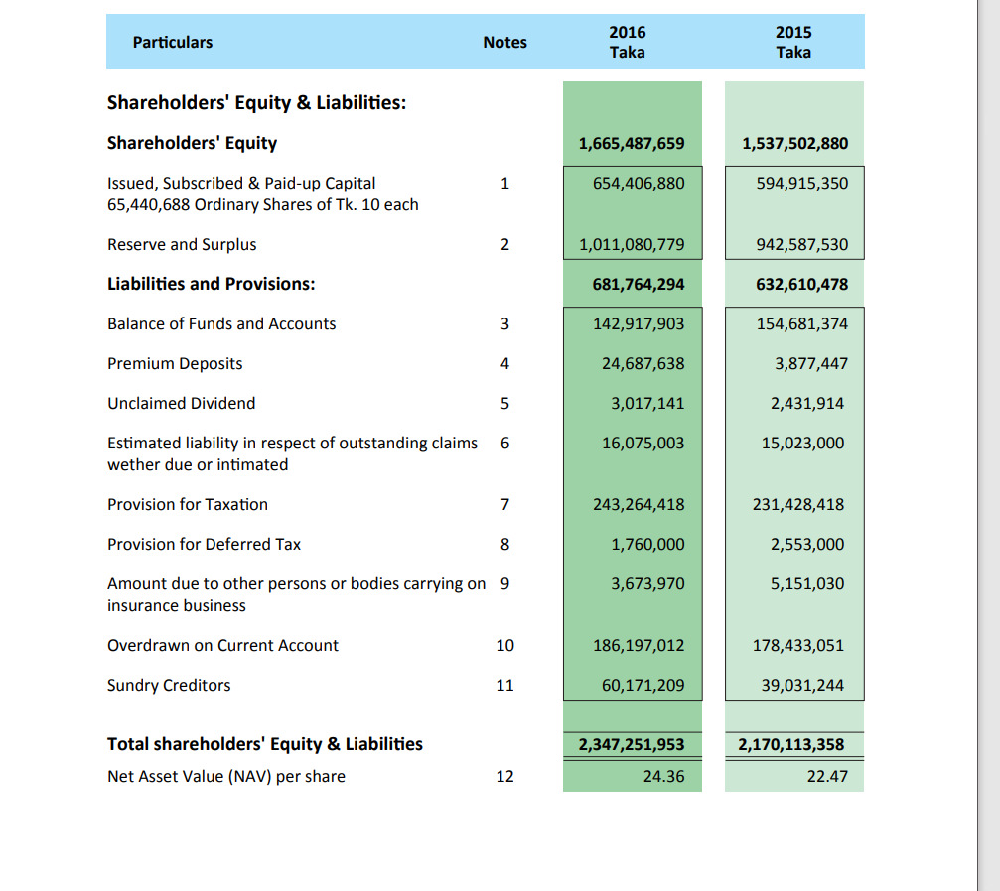 Particulars Notes 2016 Taka 2015 Taka
Shareholders' Equity & Liabilities:
Shareholders' Equity 1,665,487,659 1,537,502,880
Issued, Subscribed & Paid-up Capital 1 654,406,880 594,915,350
65,440,688 Ordinary Shares of Tk. 10 each
Reserve and Surplus 2 1,011,080,779 942,587,530
Liabilities and Provisions: 681,764,294 632,610,478
Balance of Funds and Accounts 3 142,917,903 154,681,374
Premium Deposits 4 24,687,638 3,877,447
Unclaimed Dividend 5 3,017,141 2,431,914
Estimated liability in respect of outstanding claims 6 16,075,003 15,023,000
wether due or intimated
Provision for Taxation 7 243,264,418 231,428,418
Provision for Deferred Tax 8 1,760,000 2,553,000
Amount due to other persons or bodies carrying on 9 3,673,970 5,151,030
insurance business
Overdrawn on Current Account 10 186,197,012 178,433,051
Sundry Creditors 11 60,171,209 39,031,244
Total shareholders' Equity & Liabilities 2,347,251,953 2,170,113,358
Net Asset Value (NAV) per share 12 24.36 22.47